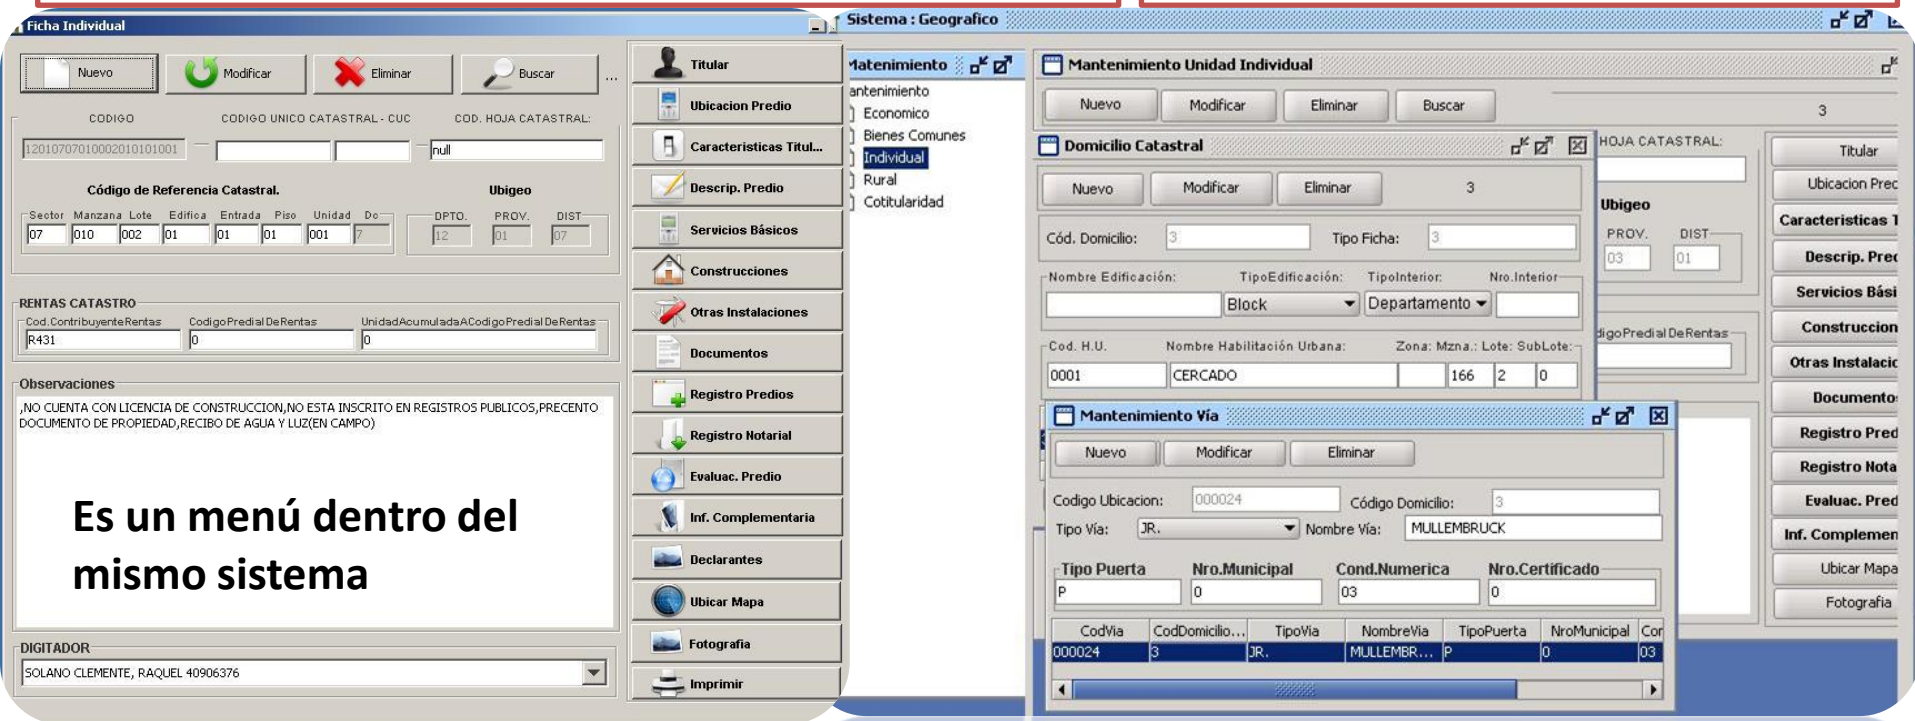 Ficha Individual
Nuevo Modificar Eliminar Buscar ...
CODIGO CODIGO UNICO CATASTRAL - CUC COD. HOJA CATASTRAL:
12010707010002010101001 null
Código de Referencia Catastral. Ubigeo
Sector Manzana Lote Edifica Entrada Piso Unidad Dc DPTO. PROV. DIST
07 010 002 01 01 01 001 7 12 01 07
RENTAS CATASTRO
Cod.ContribuyenteRentas CodigoPredialDeRentas UnidadAcumuladaACodigoPredialDeRentas
R431 0 0
Observaciones
,NO CUENTA CON LICENCIA DE CONSTRUCCION,NO ESTA INSCRITO EN REGISTROS PUBLICOS,PRECENTO
DOCUMENTO DE PROPIEDAD,RECIBO DE AGUA Y LUZ(EN CAMPO)
Es un menú dentro del
mismo sistema
DIGITADOR
SOLANO CLEMENTE, RAQUEL 40906376
Titular
Ubicacion Predio
Caracteristicas Titul...
Descrip. Predio
Servicios Básicos
Construcciones
Otras Instalaciones
Documentos
Registro Predios
Registro Notarial
Evaluac. Predio
Inf. Complementaria
Declarantes
Ubicar Mapa
Fotografia
Imprimir
Sistema : Geografico
Matenimiento
antenimiento
Economico
Bienes Comunes
Individual
Rural
Cotitularidad
Mantenimiento Unidad Individual
Nuevo Modificar Eliminar Buscar
3
HOJA CATASTRAL:
Ubigeo
PROV. DIST
03 01
digoPredialDeRentas
Domicilio Catastral
Nuevo Modificar Eliminar 3
Cód. Domicilio: 3 Tipo Ficha: 3
Nombre Edificación: TipoEdificación: TipoInterior: Nro.Interior
Block Departamento
Cod. H.U. Nombre Habilitación Urbana: Zona: Mzna.: Lote: SubLote:
0001 CERCADO 166 2 0
Mantenimiento Vía
Nuevo Modificar Eliminar
Codigo Ubicacion: 000024 Código Domicilio: 3
Tipo Vía: JR. Nombre Vía: MULLEMBRUCK
Tipo Puerta Nro.Municipal Cond.Numerica Nro.Certificado
P 0 03 0
CodVia CodDomicilio... TipoVia NombreVia TipoPuerta NroMunicipal Cor
000024 3 JR. MULLEMBR... P 0 03
Titular
Ubicacion Prec
Caracteristicas T
Descrip. Pred
Servicios Bási
Construccion
Otras Instalacic
Documento
Registro Pred
Registro Nota
Evaluac. Pred
Inf. Complemen
Ubicar Mapa
Fotografia